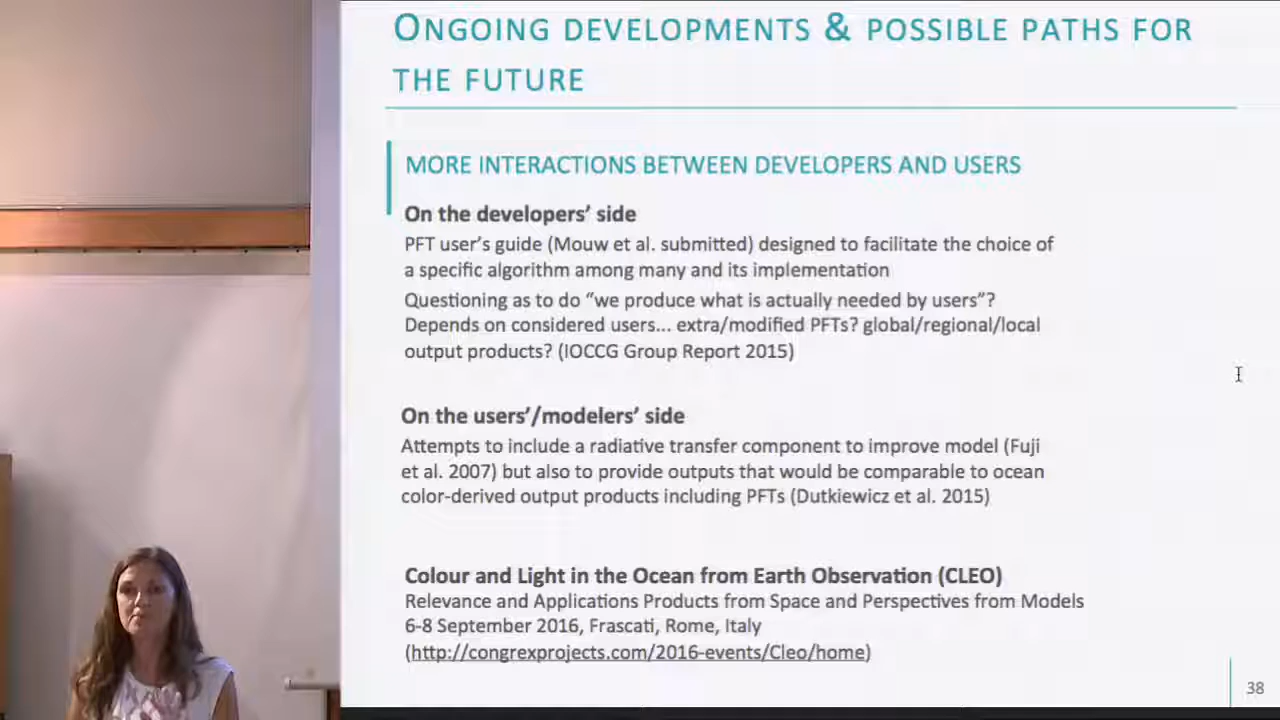 ONGOING DEVELOPMENTS & POSSIBLE PATHS FOR
THE FUTURE
MORE INTERACTIONS BETWEEN DEVELOPERS AND USERS
On the developers' side
PFT user's guide (Mouw et al. submitted) designed to facilitate the choice of
a specific algorithm among many and its implementation
Questioning as to do "we produce what is actually needed by users"?
Depends on considered users... extra/modified PFTs? global/regional/local
output products? (IOCCG Group Report 2015)
On the users'/modelers' side
Attempts to include a radiative transfer component to improve model (Fuji
et al. 2007) but also to provide outputs that would be comparable to ocean
color-derived output products including PFTs (Dutkiewicz et al. 2015)
Colour and Light in the Ocean from Earth Observation (CLEO)
Relevance and Applications Products from Space and Perspectives from Models
6-8 September 2016, Frascati, Rome, Italy
(http://congrexprojects.com/2016-events/Cleo/home)
38